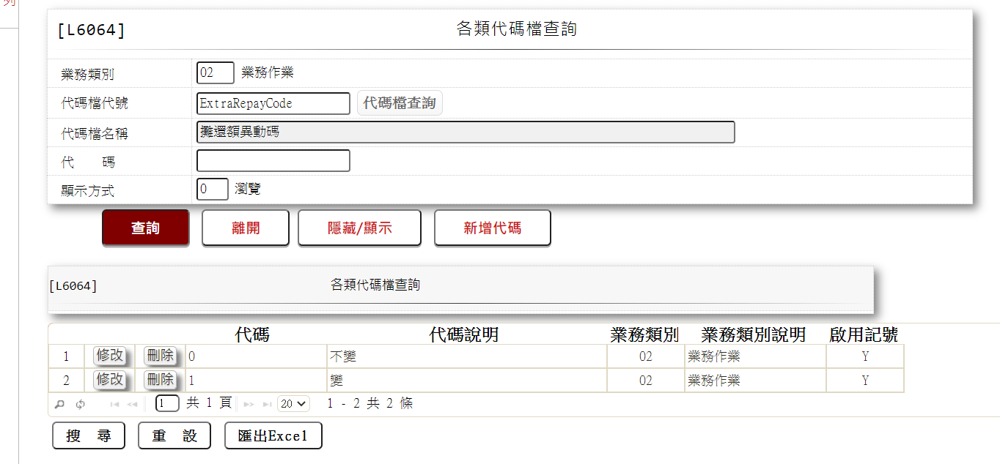 列
[L6064] 各類代碼檔查詢
業務類別 02 業務作業
代碼檔代號 ExtraRepayCode 代碼檔查詢
代碼檔名稱 攤還額異動碼
代 碼
顯示方式 0 瀏覽
查詢 離開 隱藏/顯示 新增代碼
[L6064] 各類代碼檔查詢
代碼 代碼說明 業務類別 業務類別說明 啟用記號
1 修改 刪除 0 不變 02 業務作業 Y
2 修改 刪除 1 變 02 業務作業 Y
1 共 1 頁 20 1 - 2 共 2 條
搜 尋 重 設 匯出Excel